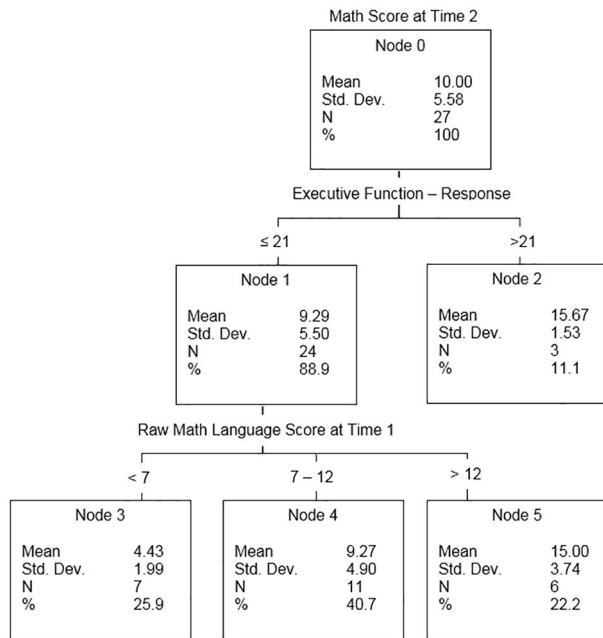 Math Score at Time 2
Node 0
Mean 10.00
Std. Dev. 5.58
N 27
% 100
Executive Function – Response
≤ 21 >21
Node 1
Mean 9.29
Std. Dev. 5.50
N 24
% 88.9
Node 2
Mean 15.67
Std. Dev. 1.53
N 3
% 11.1
Raw Math Language Score at Time 1
< 7 7 – 12 > 12
Node 3
Mean 4.43
Std. Dev. 1.99
N 7
% 25.9
Node 4
Mean 9.27
Std. Dev. 4.90
N 11
% 40.7
Node 5
Mean 15.00
Std. Dev. 3.74
N 6
% 22.2